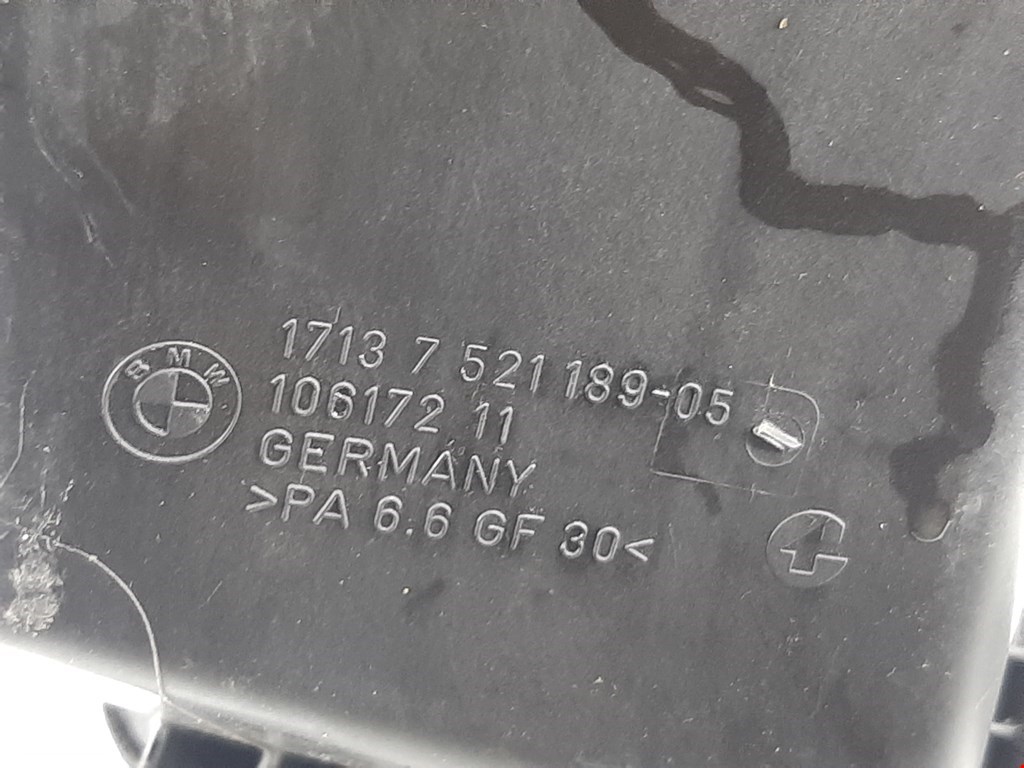 BMW
1713 7 521 189-05
106172 11
GERMANY
>PA 6.6 GF 30<